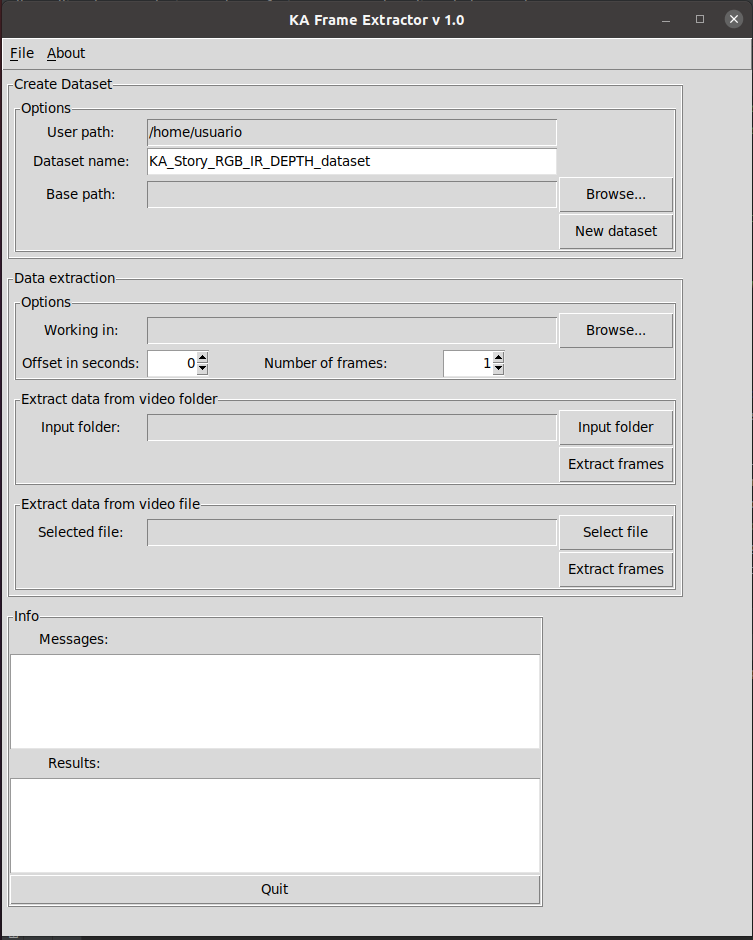 KA Frame Extractor v 1.0
File About
Create Dataset
Options
User path: /home/usuario
Dataset name: KA_Story_RGB_IR_DEPTH_dataset
Base path: Browse...
New dataset
Data extraction
Options
Working in: Browse...
Offset in seconds: 0 Number of frames: 1
Extract data from video folder
Input folder: Input folder
Extract frames
Extract data from video file
Selected file: Select file
Extract frames
Info
Messages:
Results:
Quit